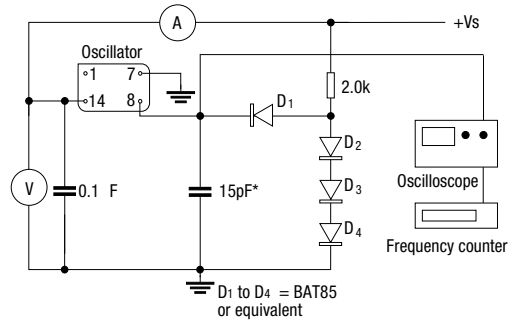 A
+Vs
Oscillator
1 7
14 8
2.0k
D1
D2
V
0.1 F
15pF*
D3
D4
Oscilloscope
Frequency counter
D1 to D4 = BAT85
or equivalent